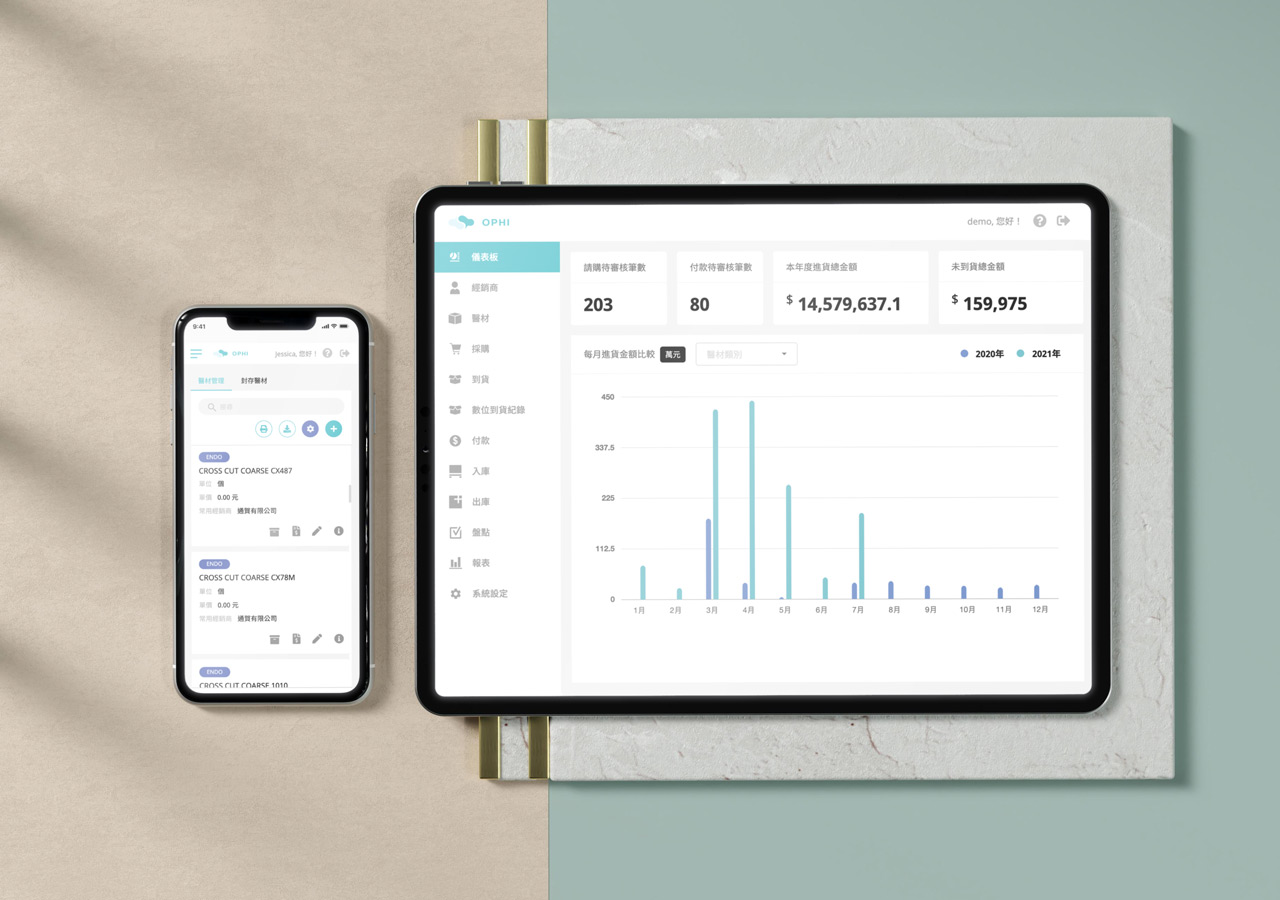 9:41
OPHI
jessica, 您好！
醫材管理
封存醫材
搜尋
ENDO
CROSS CUT COARSE CX487
單位 個
單價 0.00 元
常用經銷商 通貿有限公司
ENDO
CROSS CUT COARSE CX78M
單位 個
單價 0.00 元
常用經銷商 通貿有限公司
ENDO
CROSS CUT COARSE 1010
OPHI
demo, 您好！
儀表板
經銷商
醫材
採購
到貨
數位到貨紀錄
付款
入庫
出庫
盤點
報表
系統設定
請購待審核筆數
203
付款待審核筆數
80
本年度進貨總金額
$ 14,579,637.1
未到貨總金額
$ 159,975
每月進貨金額比較 萬元
醫材類別
2020年 2021年
450
337.5
225
112.5
0
1月 2月 3月 4月 5月 6月 7月 8月 9月 10月 11月 12月